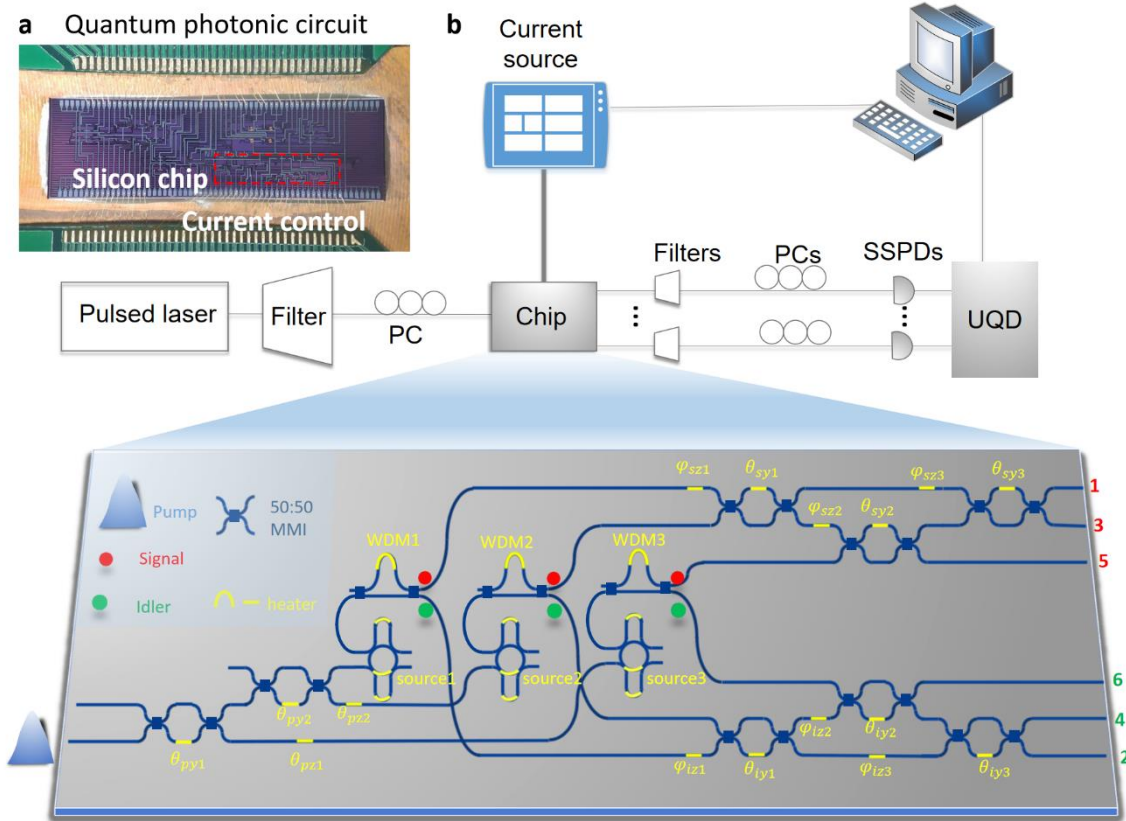 a Quantum photonic circuit
Silicon chip
Current control
b
Current
source
Pulsed laser
Filter
PC
Chip
Filters
PCs
SSPDs
UQD
Pump
50:50
MMI
Signal
Idler
heater
WDM1
WDM2
WDM3
source1
source2
source3
φsz1
θsy1
φsz2
θsy2
φsz3
θsy3
1
3
5
6
4
2
θpy1
θpz1
θpy2
θpz2
φiz1
θiy1
φiz2
θiy2
φiz3
θiy3